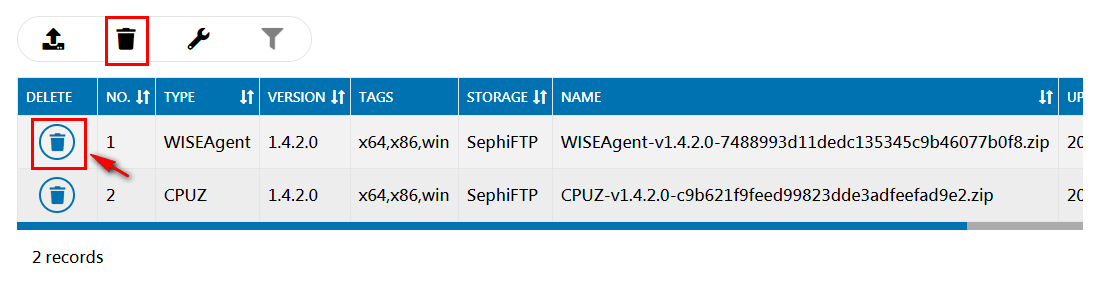 DELETE NO. TYPE VERSION TAGS STORAGE NAME UP
1 WISEAgent 1.4.2.0 x64,x86,win SephiFTP WISEAgent-v1.4.2.0-7488993d11dedc135345c9b46077b0f8.zip 20
2 CPUZ 1.4.2.0 x64,x86,win SephiFTP CPUZ-v1.4.2.0-c9b621f9feed99823dde3adfeefad9e2.zip 20
2 records